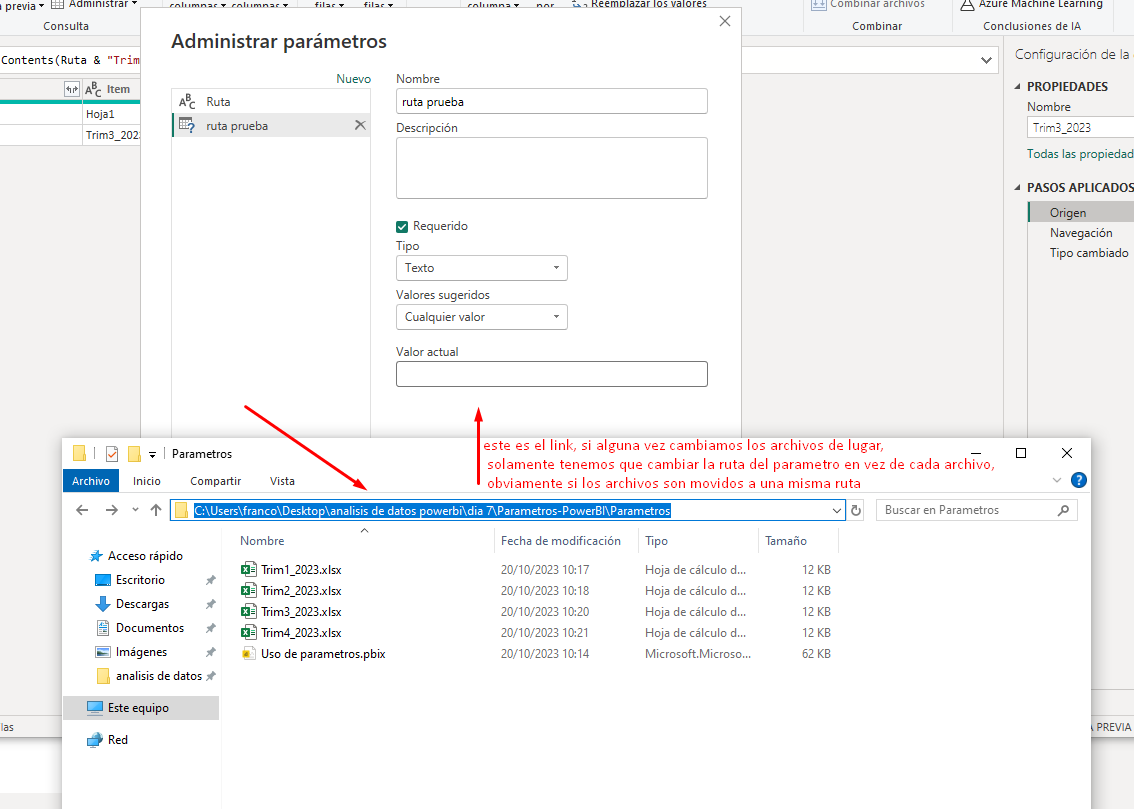 previa
Administrar
columnas
columnas
filas
filas
columna
por
Reemplazar los valores
Combinar archivos
Azure Machine Learning
Consulta
Combinar
Conclusiones de IA
Contents(Ruta & "Trim
Item
Hoja1
Trim3_202
Administrar parámetros
Nuevo
Ruta
ruta prueba
Nombre
ruta prueba
Descripción
Requerido
Tipo
Texto
Valores sugeridos
Cualquier valor
Valor actual
Configuración de la
PROPIEDADES
Nombre
Trim3_2023
Todas las propiedad
PASOS APLICADOS
Origen
Navegación
Tipo cambiado
este es el link, si alguna vez cambiamos los archivos de lugar,
solamente tenemos que cambiar la ruta del parametro en vez de cada archivo,
obviamente si los archivos son movidos a una misma ruta
Parametros
Archivo Inicio Compartir Vista
C:\Users\franco\Desktop\analisis de datos powerbi\dia 7\Parametros-PowerBI\Parametros
Buscar en Parametros
Acceso rápido
Escritorio
Descargas
Documentos
Imágenes
analisis de datos
Este equipo
Red
Nombre Fecha de modificación Tipo Tamaño
Trim1_2023.xlsx 20/10/2023 10:17 Hoja de cálculo d... 12 KB
Trim2_2023.xlsx 20/10/2023 10:18 Hoja de cálculo d... 12 KB
Trim3_2023.xlsx 20/10/2023 10:20 Hoja de cálculo d... 12 KB
Trim4_2023.xlsx 20/10/2023 10:21 Hoja de cálculo d... 12 KB
Uso de parametros.pbix 20/10/2023 10:14 Microsoft.Microso... 62 KB
las
PREVIA